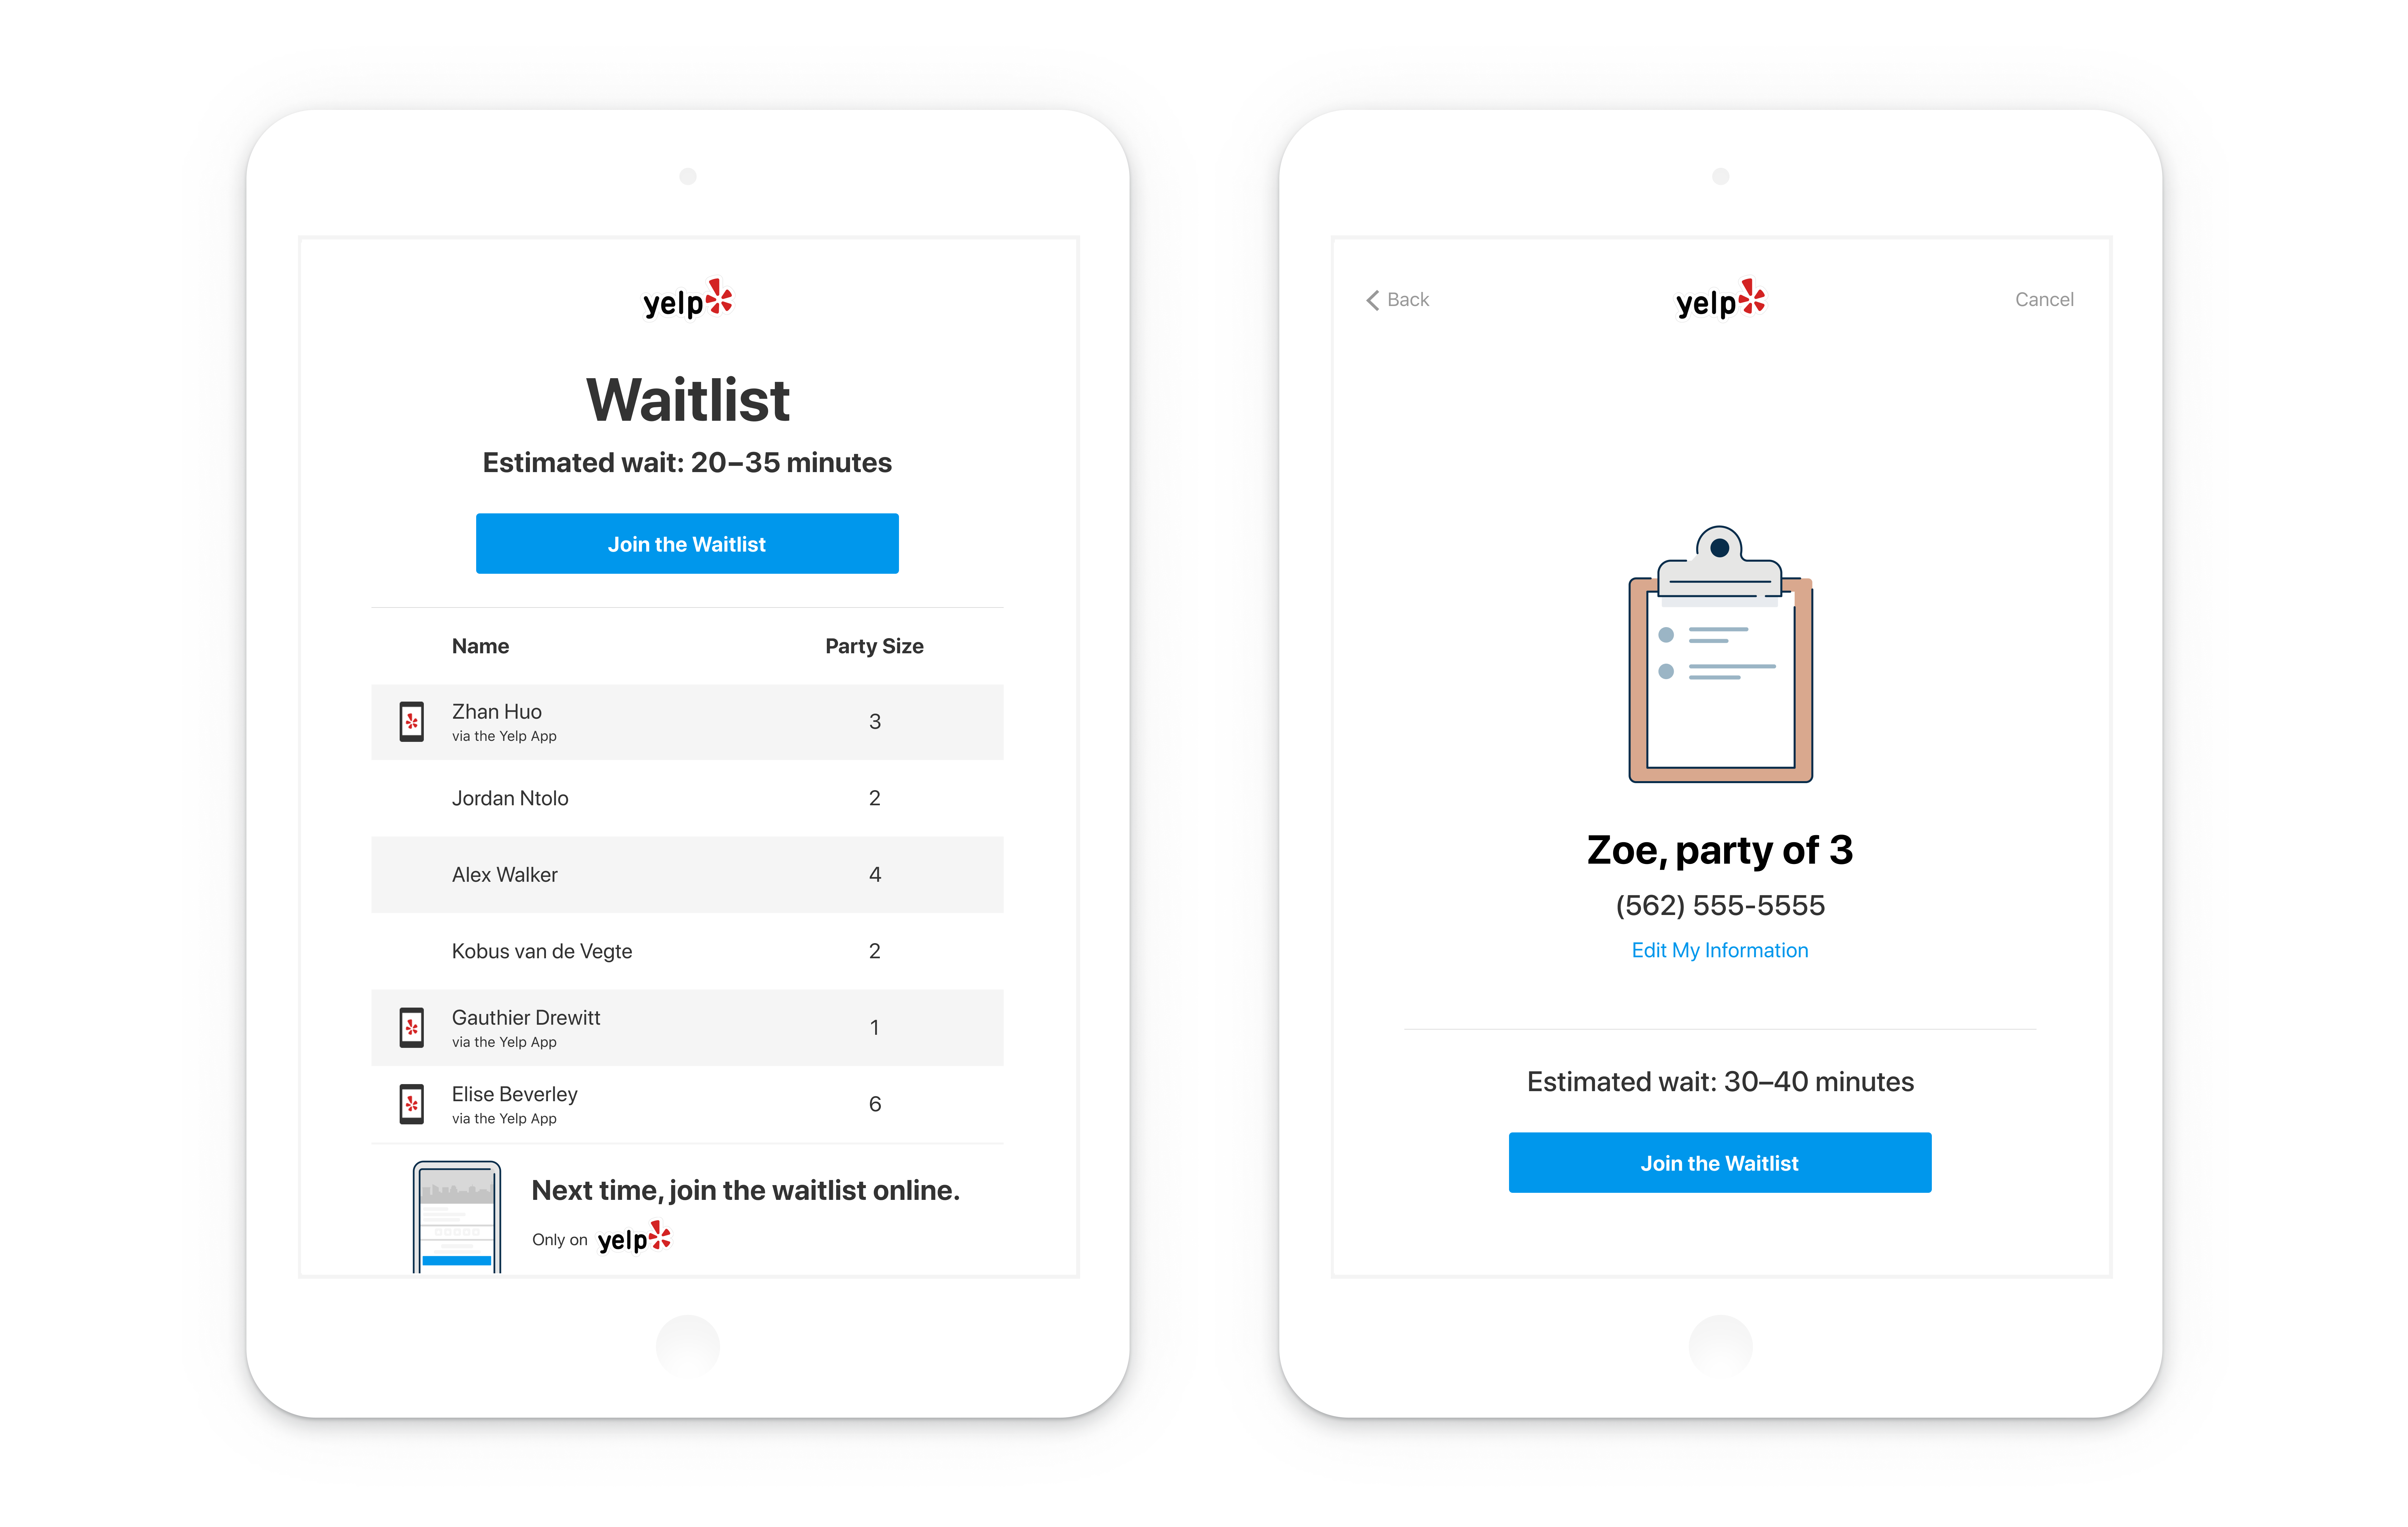 yelp
Waitlist
Estimated wait: 20–35 minutes
Join the Waitlist
Name Party Size
Zhan Huo 3
via the Yelp App
Jordan Ntolo 2
Alex Walker 4
Kobus van de Vegte 2
Gauthier Drewitt 1
via the Yelp App
Elise Beverley 6
via the Yelp App
Next time, join the waitlist online.
Only on yelp
Back yelp Cancel
Zoe, party of 3
(562) 555-5555
Edit My Information
Estimated wait: 30–40 minutes
Join the Waitlist